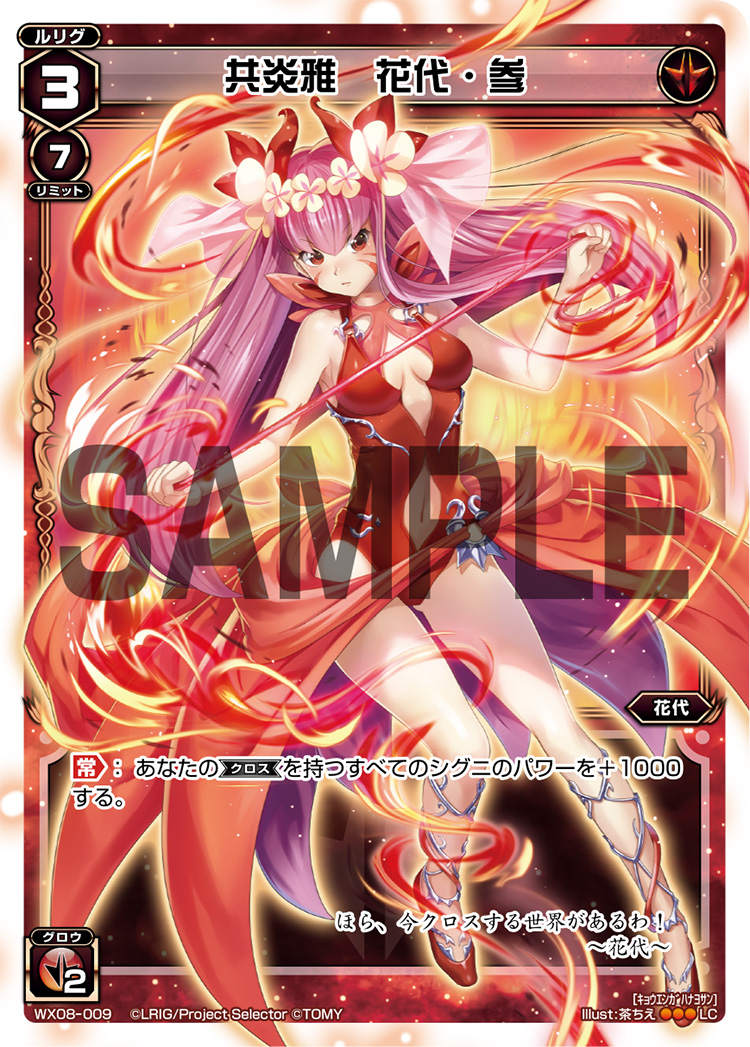 ルリグ
3
共炎雅　花代・参
7
リミット
SAMPLE
花代
常：あなたのクロスを持つすべてのシグニのパワーを＋1000
する。
ほら、今クロスする世界があるわ！
～花代～
グロウ
2
[キョウエンガ・ハナヨサン]
WX08-009 ©LRIG/Project Selector ©TOMY Illust:茶ちえ LC